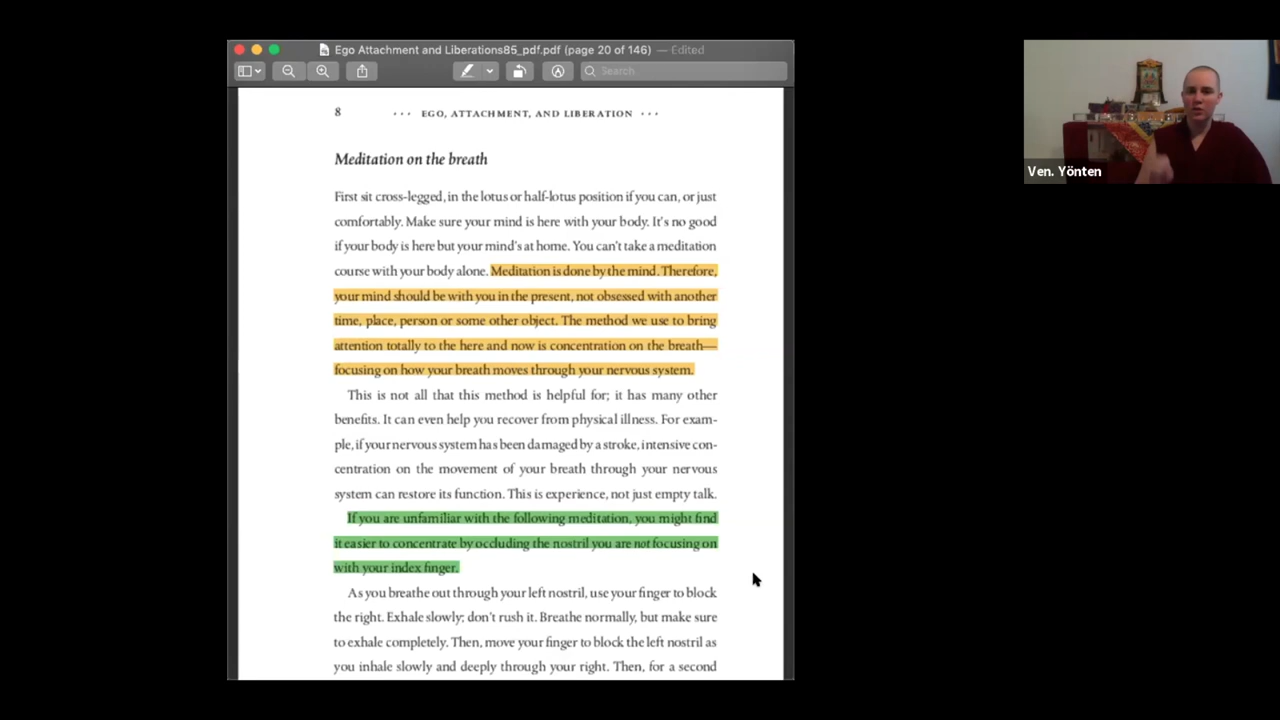 Ego Attachment and Liberations85_pdf.pdf (page 20 of 146) — Edited
Search
8
··· EGO, ATTACHMENT, AND LIBERATION ···
Meditation on the breath
First sit cross-legged, in the lotus or half-lotus position if you can, or just
comfortably. Make sure your mind is here with your body. It's no good
if your body is here but your mind's at home. You can't take a meditation
course with your body alone. Meditation is done by the mind. Therefore,
your mind should be with you in the present, not obsessed with another
time, place, person or some other object. The method we use to bring
attention totally to the here and now is concentration on the breath—
focusing on how your breath moves through your nervous system.
This is not all that this method is helpful for; it has many other
benefits. It can even help you recover from physical illness. For exam-
ple, if your nervous system has been damaged by a stroke, intensive con-
centration on the movement of your breath through your nervous
system can restore its function. This is experience, not just empty talk.
If you are unfamiliar with the following meditation, you might find
it easier to concentrate by occluding the nostril you are not focusing on
with your index finger.
As you breathe out through your left nostril, use your finger to block
the right. Exhale slowly; don't rush it. Breathe normally, but make sure
to exhale completely. Then, move your finger to block the left nostril as
you inhale slowly and deeply through your right. Then, for a second
Ven. Yönten